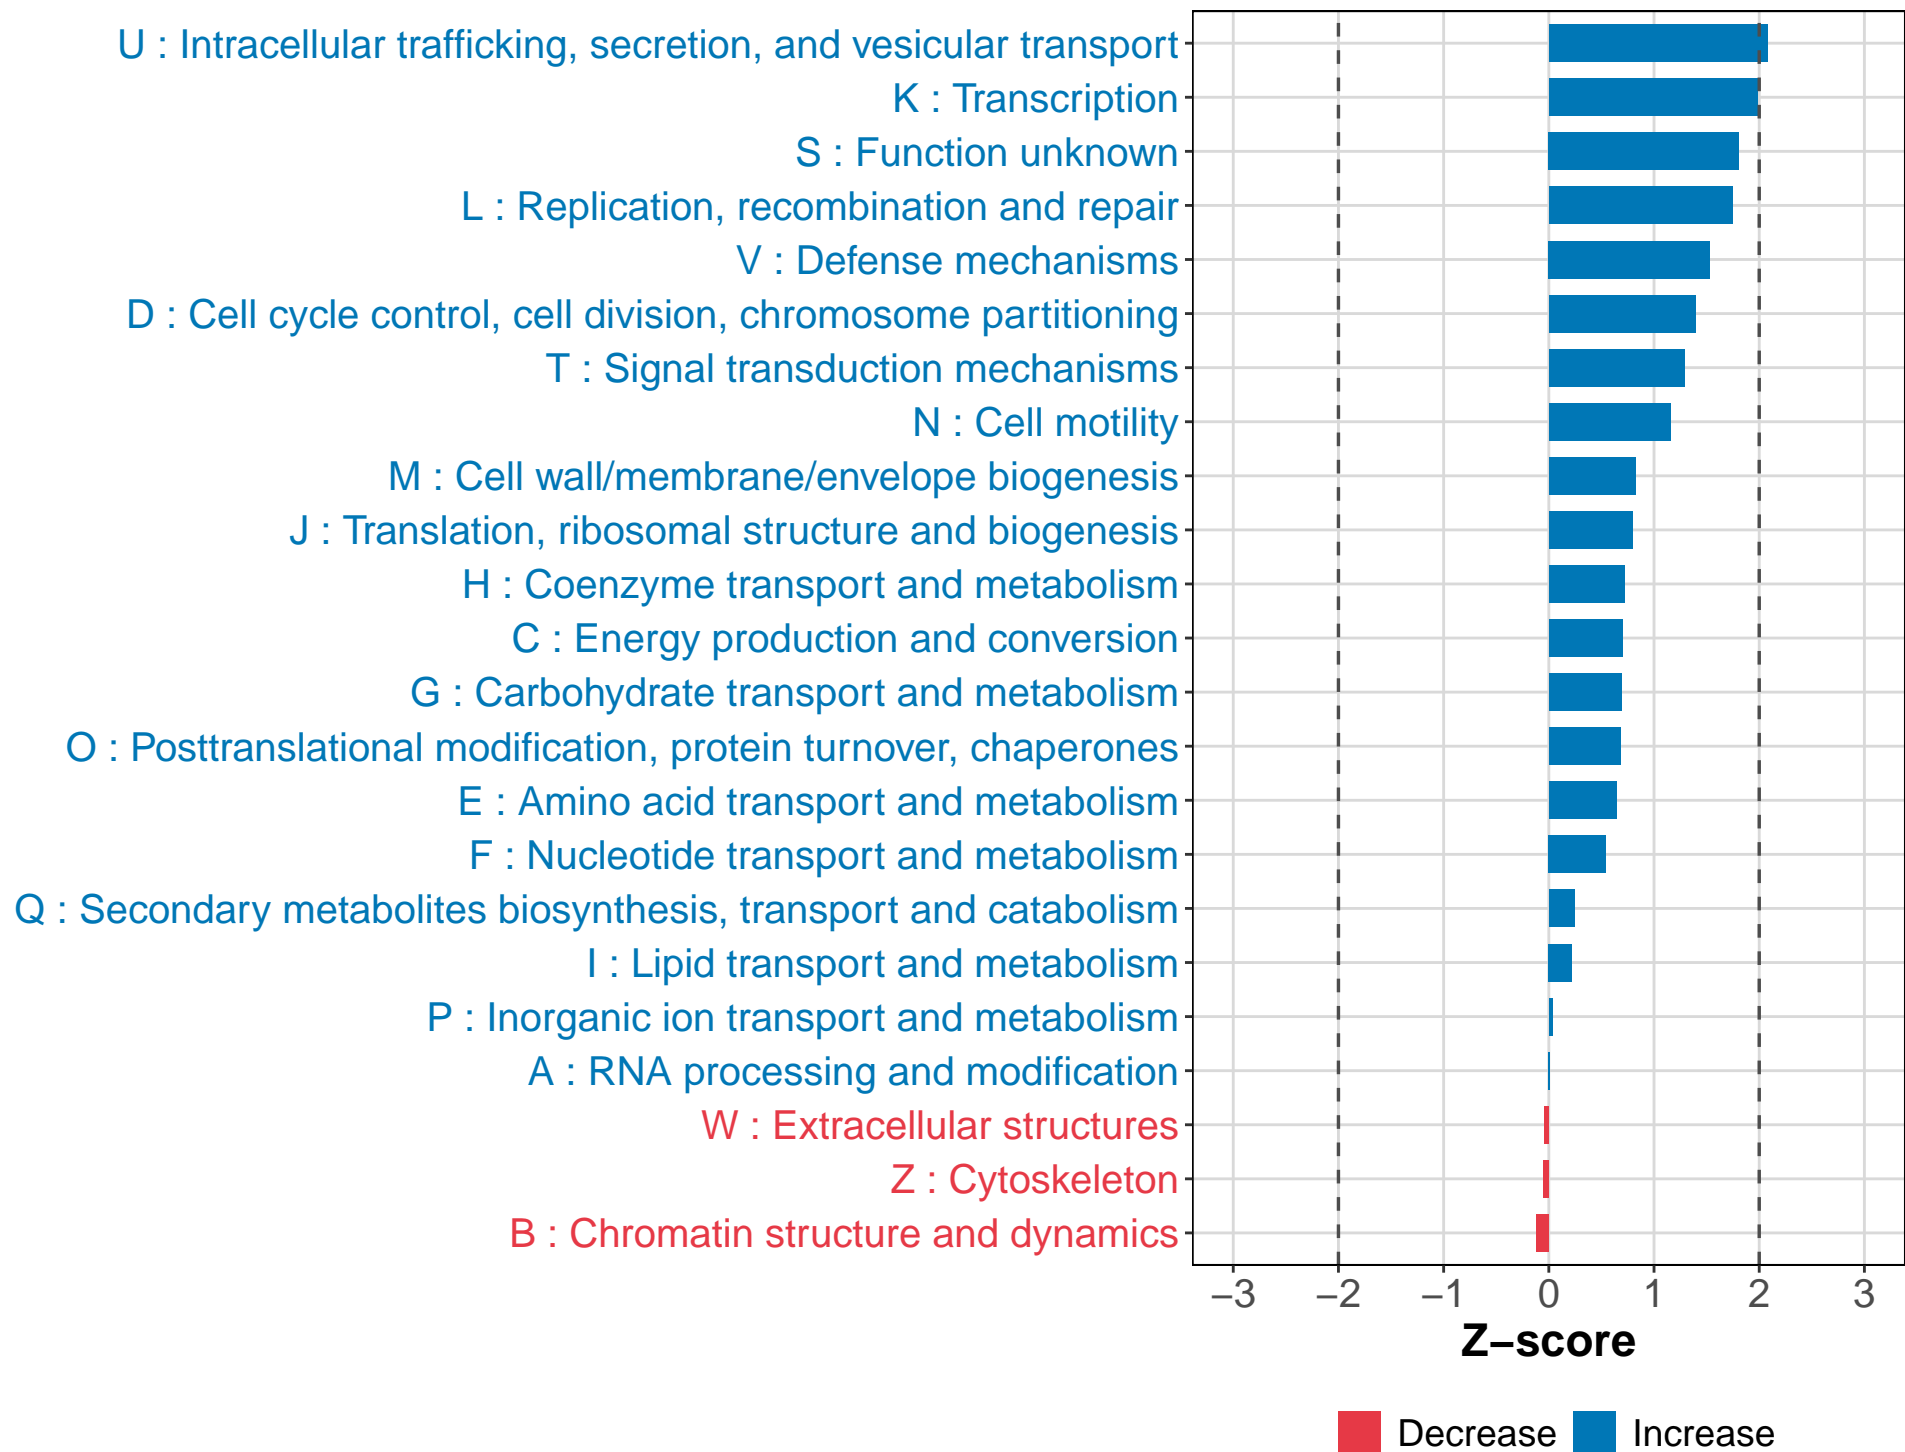 U : Intracellular trafficking, secretion, and vesicular transport
K : Transcription
S : Function unknown
L : Replication, recombination and repair
V : Defense mechanisms
D : Cell cycle control, cell division, chromosome partitioning
T : Signal transduction mechanisms
N : Cell motility
M : Cell wall/membrane/envelope biogenesis
J : Translation, ribosomal structure and biogenesis
H : Coenzyme transport and metabolism
C : Energy production and conversion
G : Carbohydrate transport and metabolism
O : Posttranslational modification, protein turnover, chaperones
E : Amino acid transport and metabolism
F : Nucleotide transport and metabolism
Q : Secondary metabolites biosynthesis, transport and catabolism
I : Lipid transport and metabolism
P : Inorganic ion transport and metabolism
A : RNA processing and modification
W : Extracellular structures
Z : Cytoskeleton
B : Chromatin structure and dynamics
−3 −2 −1 0 1 2 3
Z−score
Decrease Increase